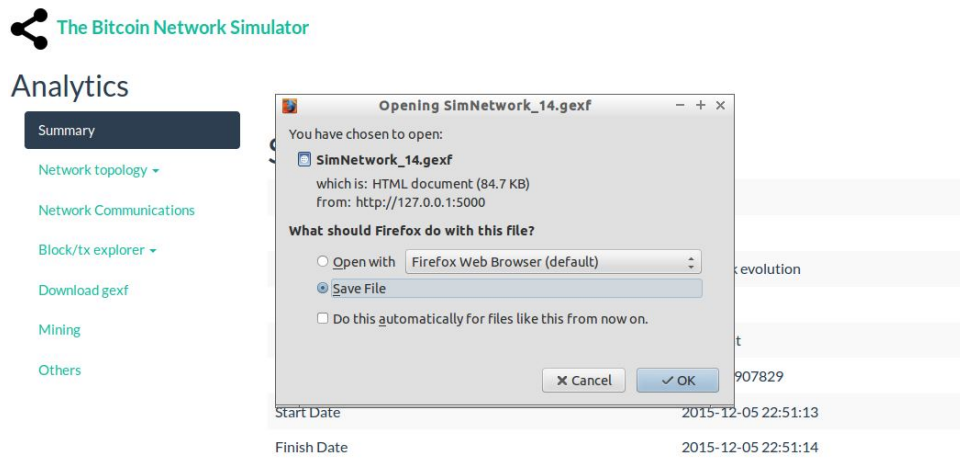 The Bitcoin Network Simulator
Analytics
Summary
Network topology
Network Communications
Block/tx explorer
Download gexf
Mining
Others
Opening SimNetwork_14.gexf
You have chosen to open:
SimNetwork_14.gexf
which is: HTML document (84.7 KB)
from: http://127.0.0.1:5000
What should Firefox do with this file?
Open with Firefox Web Browser (default)
Save File
Do this automatically for files like this from now on.
Cancel OK
evolution
907829
Start Date 2015-12-05 22:51:13
Finish Date 2015-12-05 22:51:14